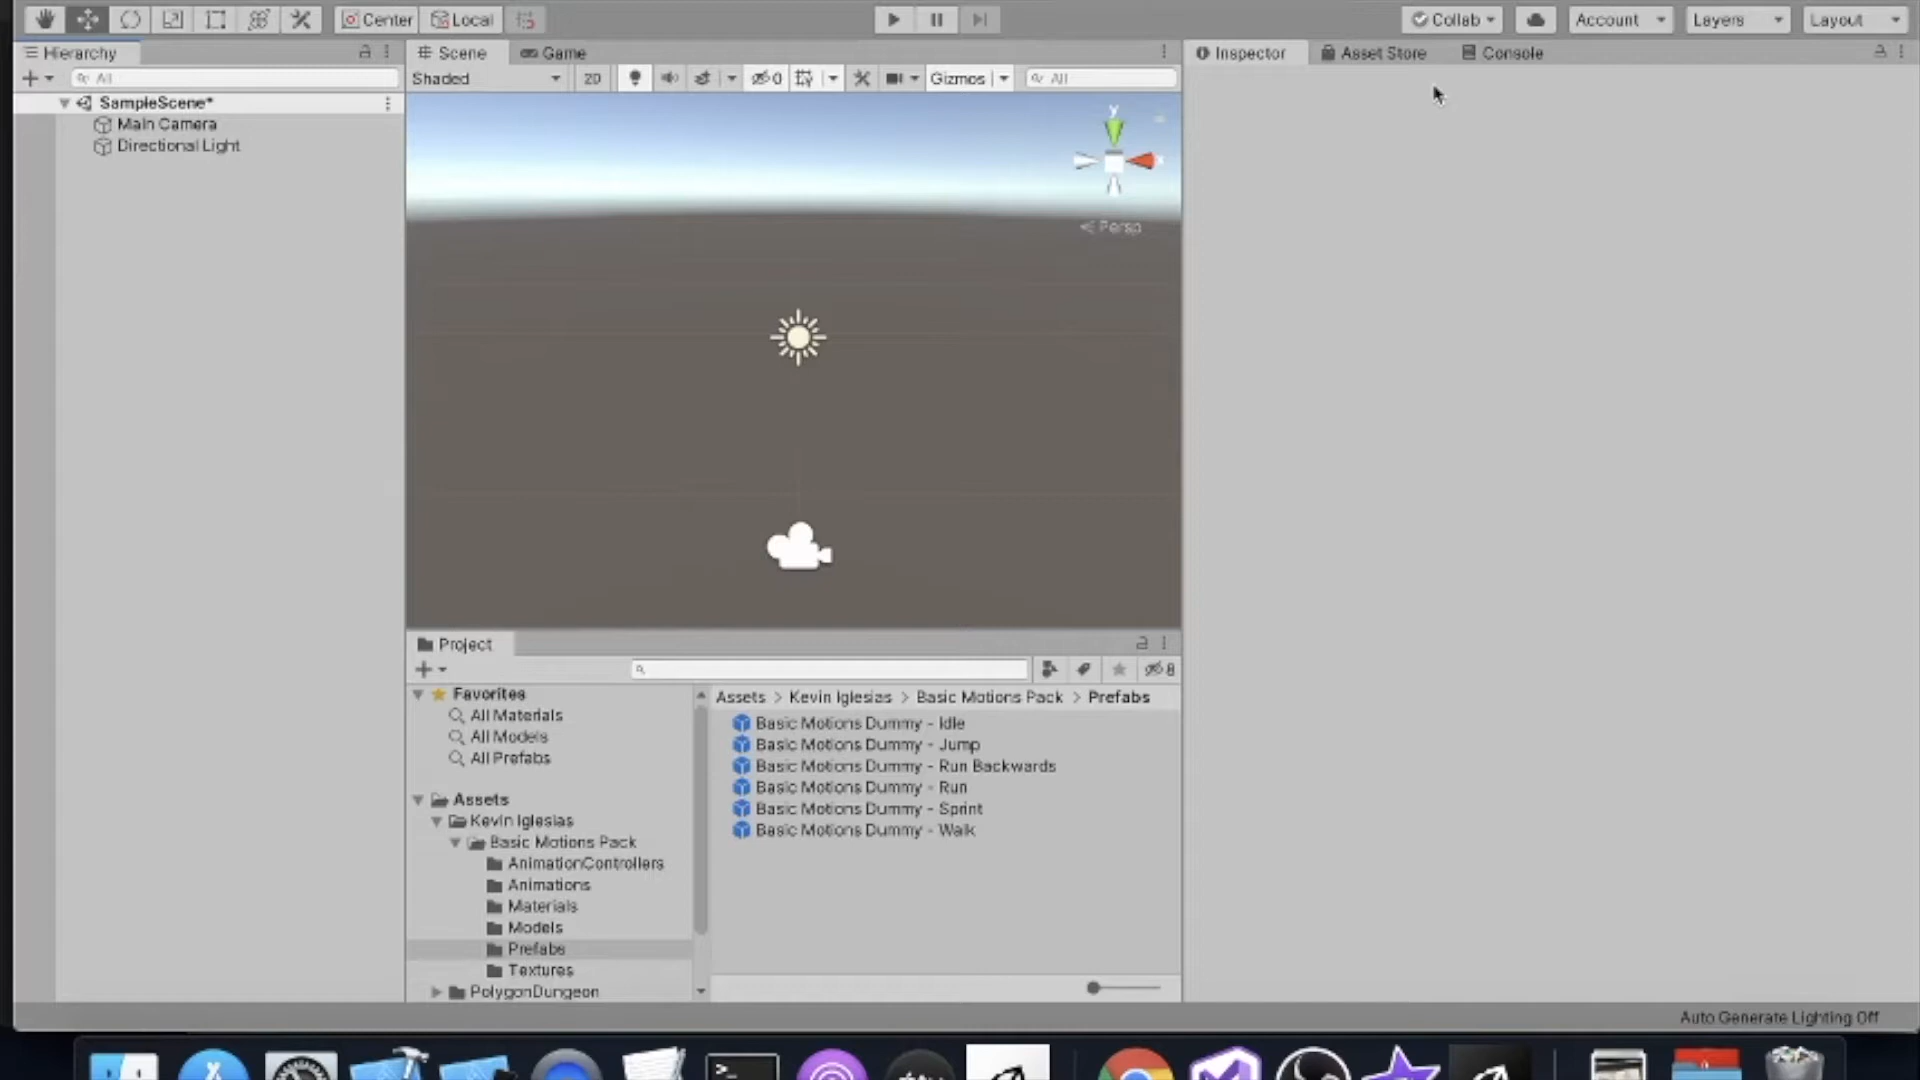 Center Local Collab Account Layers Layout
Hierarchy
All
SampleScene*
Main Camera
Directional Light
Scene Game
Shaded 2D 0 Gizmos All
y
x
Persp
Project
8
Favorites
All Materials
All Models
All Prefabs
Assets
Kevin Iglesias
Basic Motions Pack
AnimationControllers
Animations
Materials
Models
Prefabs
Textures
PolygonDungeon
Assets > Kevin Iglesias > Basic Motions Pack > Prefabs
Basic Motions Dummy - Idle
Basic Motions Dummy - Jump
Basic Motions Dummy - Run Backwards
Basic Motions Dummy - Run
Basic Motions Dummy - Sprint
Basic Motions Dummy - Walk
Inspector Asset Store Console
Auto Generate Lighting Off